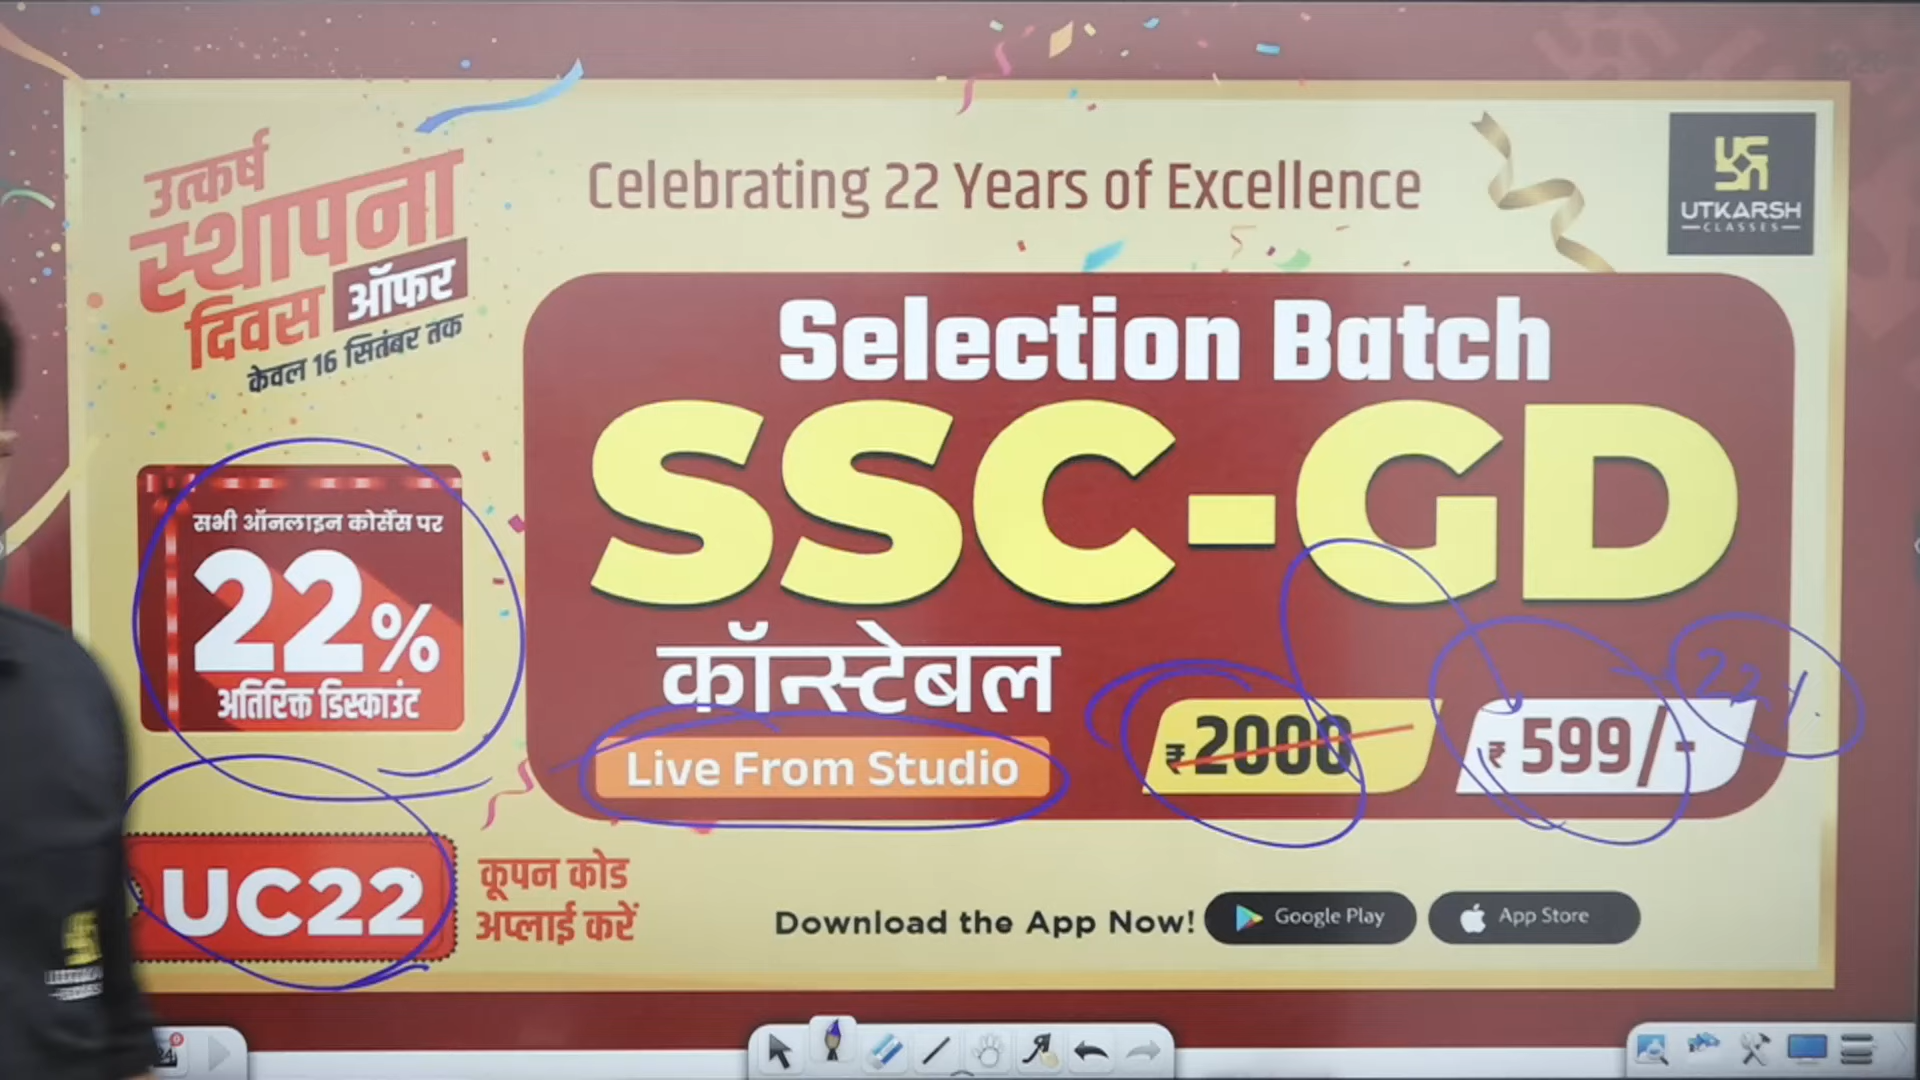 उत्कर्ष
स्थापना
दिवस ऑफर
केवल 16 सितंबर तक
Celebrating 22 Years of Excellence
UTKARSH
CLASSES
Selection Batch
SSC-GD
कॉन्स्टेबल
Live From Studio
₹2000
₹599/-
22%
सभी ऑनलाइन कोर्सेस पर
22%
अतिरिक्त डिस्काउंट
UC22
कूपन कोड
अप्लाई करें
Download the App Now!
Google Play
App Store